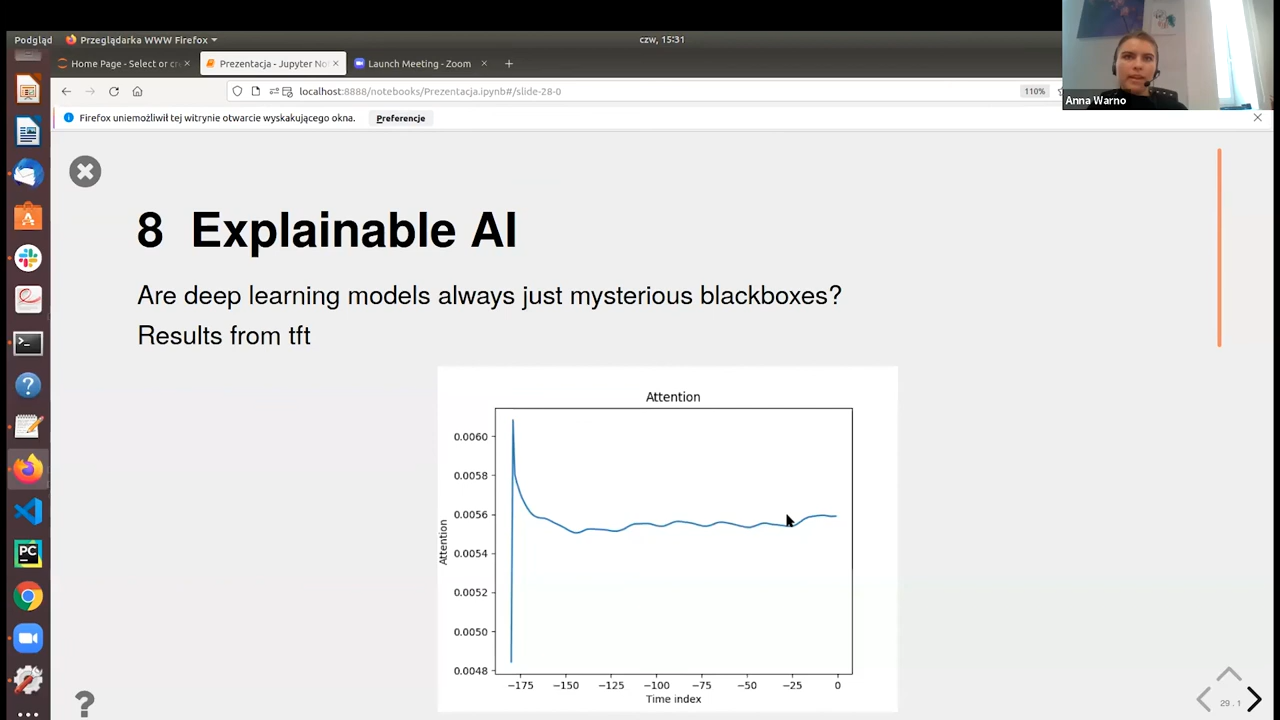 Podgląd
Przeglądarka WWW Firefox
czw, 15:31
Home Page - Select or cr
Prezentacja - Jupyter No
Launch Meeting - Zoom
localhost:8888/notebooks/Prezentacja.ipynb#/slide-28-0
110%
Anna Warno
Firefox uniemożliwił tej witrynie otwarcie wyskakującego okna.
Preferencje
8 Explainable AI
Are deep learning models always just mysterious blackboxes?
Results from tft
Attention
0.0060
0.0058
0.0056
0.0054
0.0052
0.0050
0.0048
Attention
−175
−150
−125
−100
−75
−50
−25
0
Time index
PC
?
29 . 1